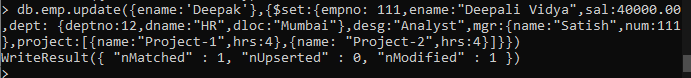 > db.emp.update({ename:'Deepak'},{$set:{empno: 111,ename="Deepali Vidya",sal:40000.00
,dept: {deptno:12,dname:"HR",dloc:"Mumbai"},desg:"Analyst",mgr:{name:"Satish",num:111
},project:[{name:"Project-1",hrs:4},{name: "Project-2",hrs:4}]}})
WriteResult({ "nMatched" : 1, "nUpserted" : 0, "nModified" : 1 })
>